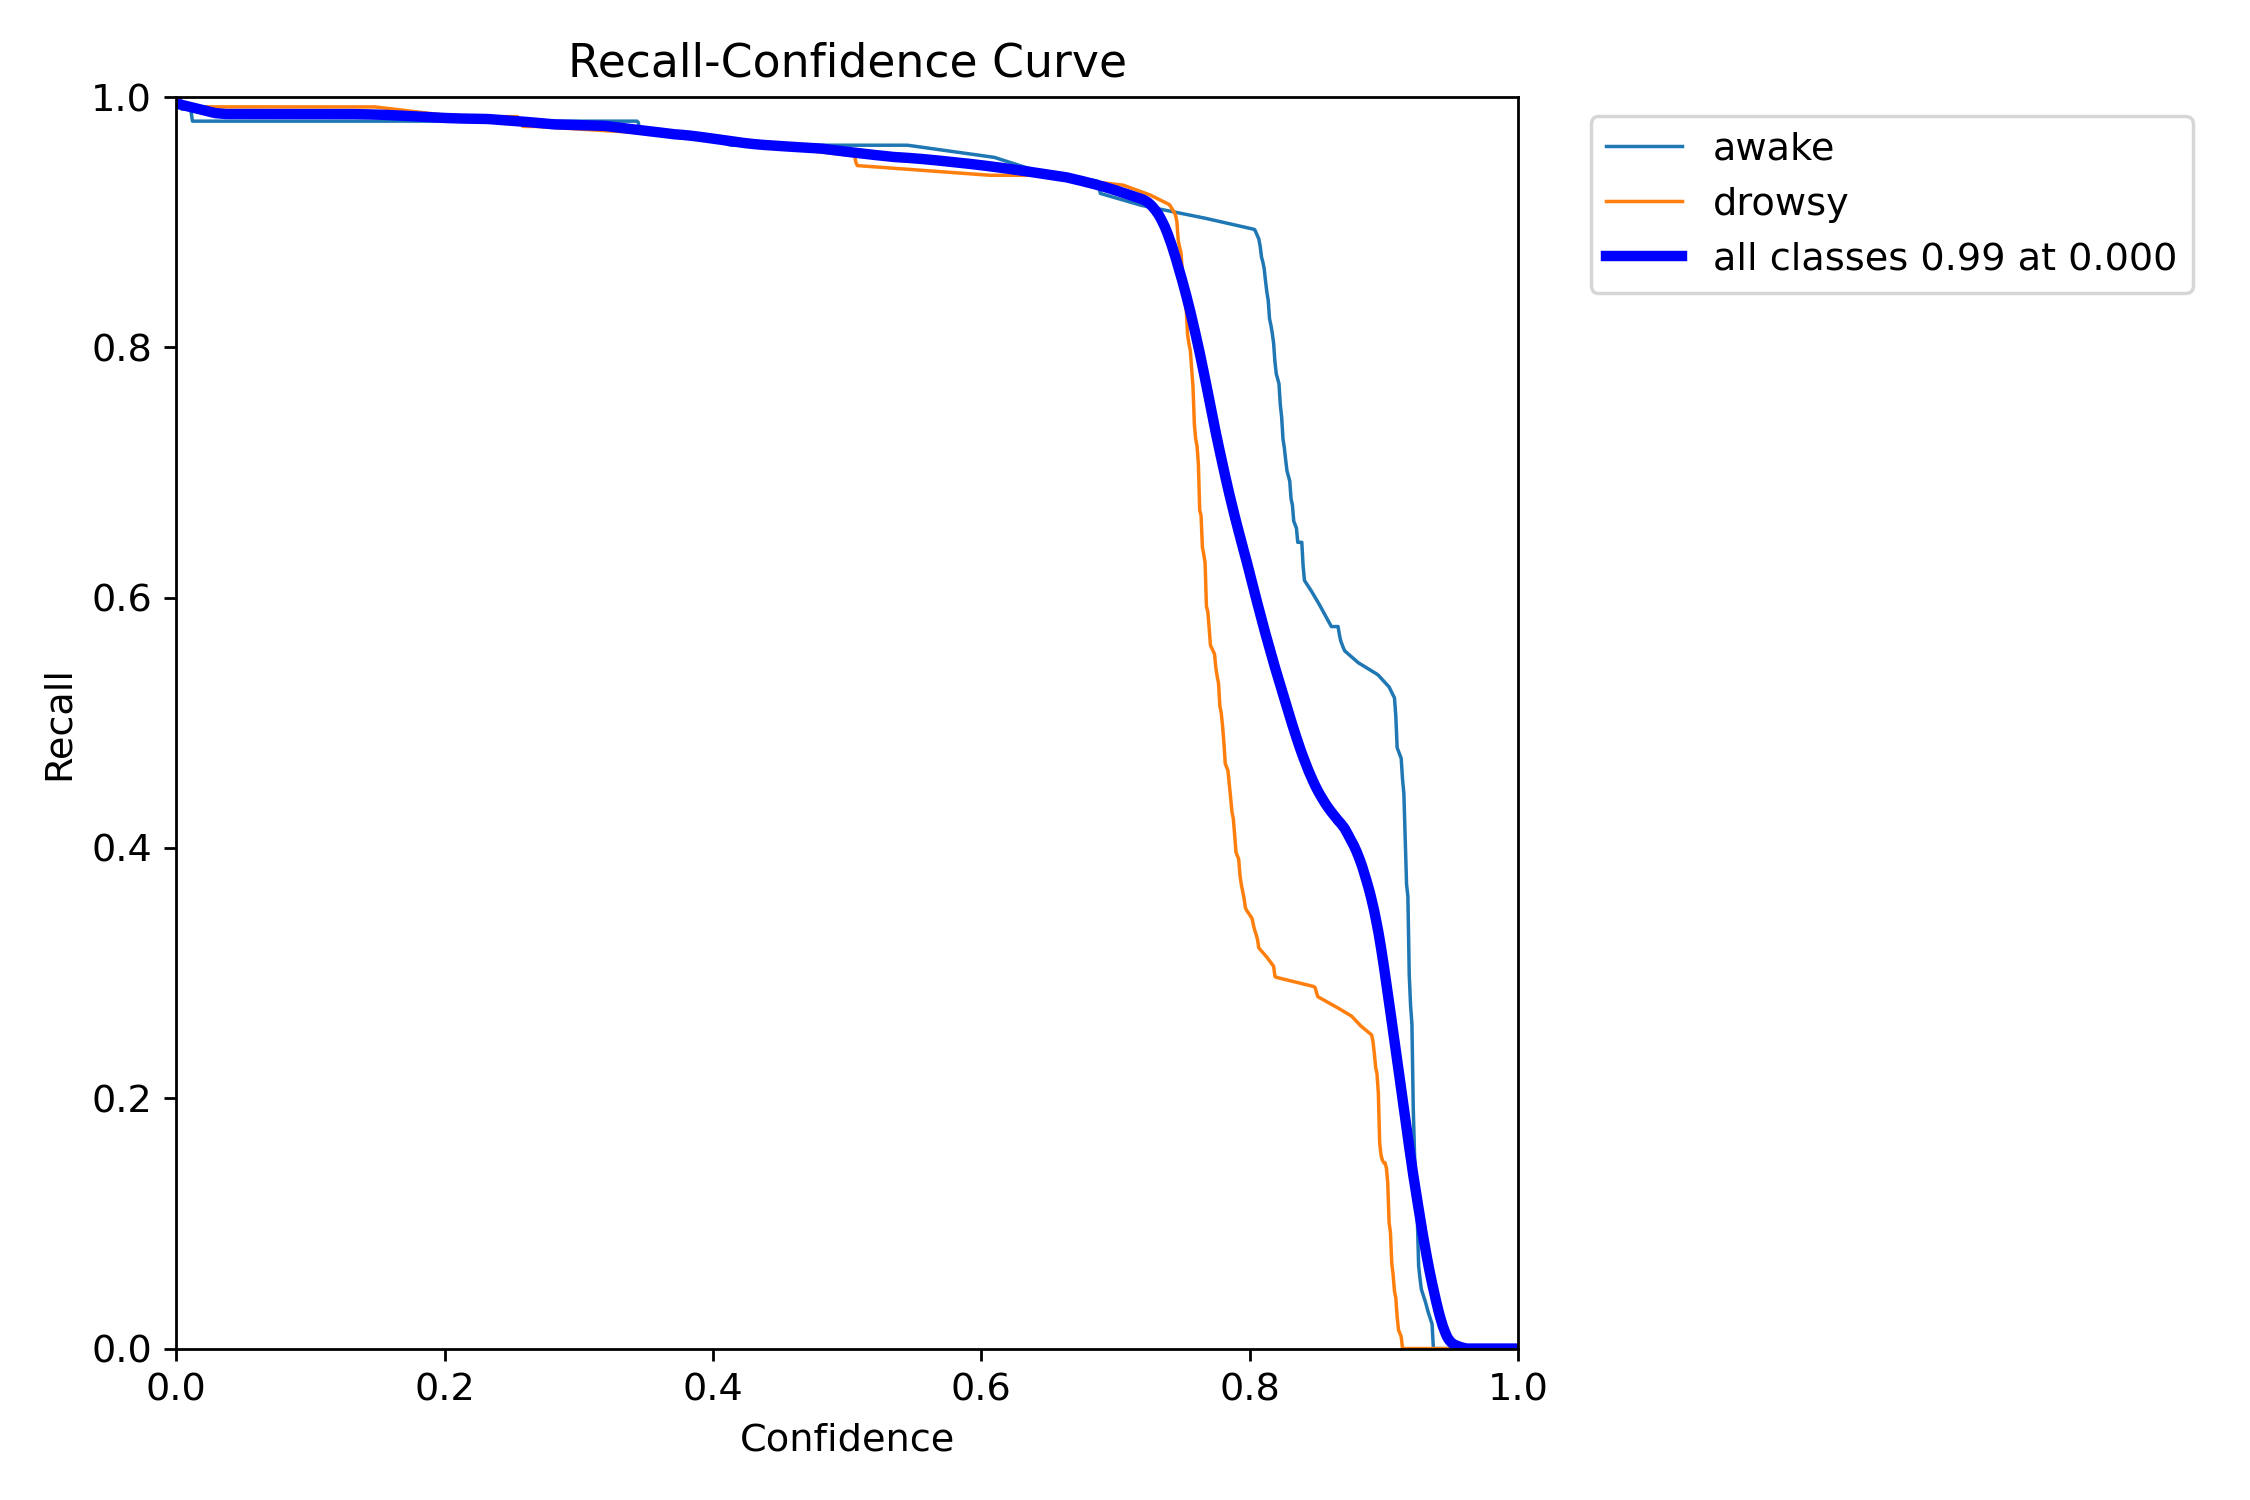 Recall-Confidence Curve
1.0
0.8
0.6
0.4
0.2
0.0
Recall
0.0 0.2 0.4 0.6 0.8 1.0
Confidence
awake
drowsy
all classes 0.99 at 0.000